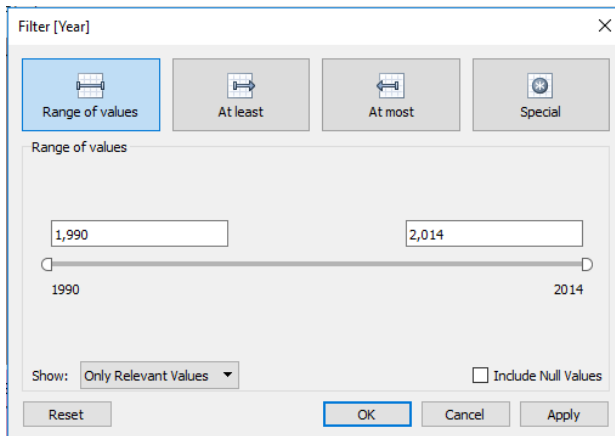 Filter [Year]
Range of values At least At most Special
Range of values
1,990 2,014
1990 2014
Show: Only Relevant Values Include Null Values
Reset OK Cancel Apply